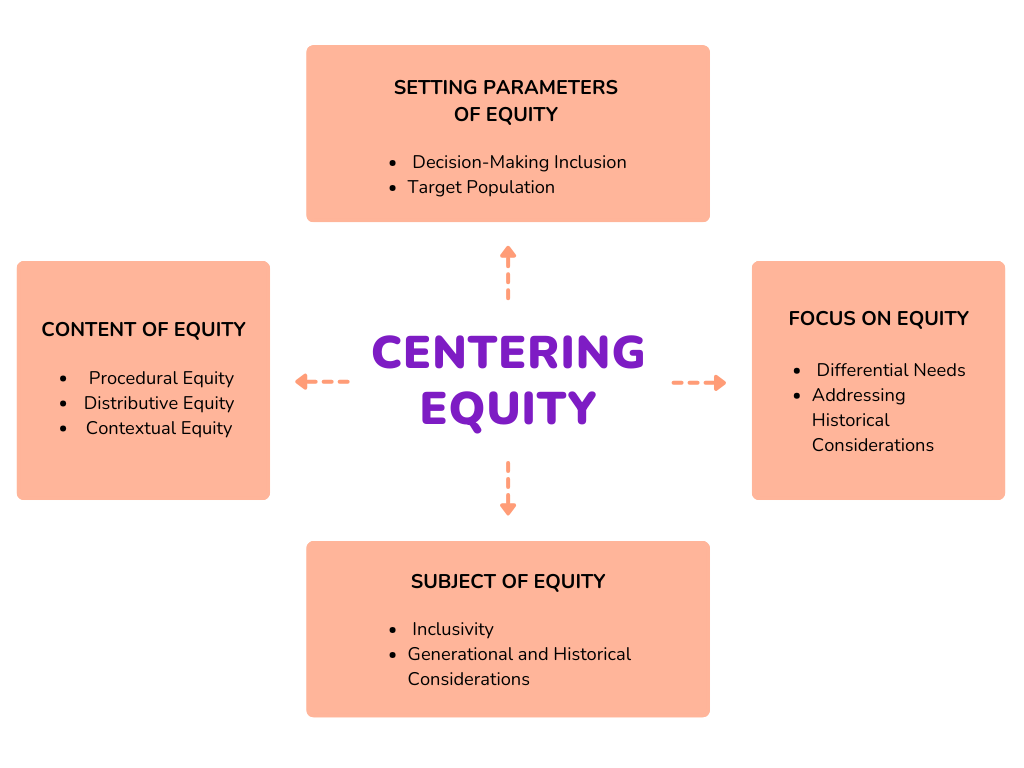 SETTING PARAMETERS
OF EQUITY
• Decision-Making Inclusion
• Target Population
CONTENT OF EQUITY
• Procedural Equity
• Distributive Equity
• Contextual Equity
CENTERING
EQUITY
FOCUS ON EQUITY
• Differential Needs
• Addressing
Historical
Considerations
SUBJECT OF EQUITY
• Inclusivity
• Generational and Historical
Considerations